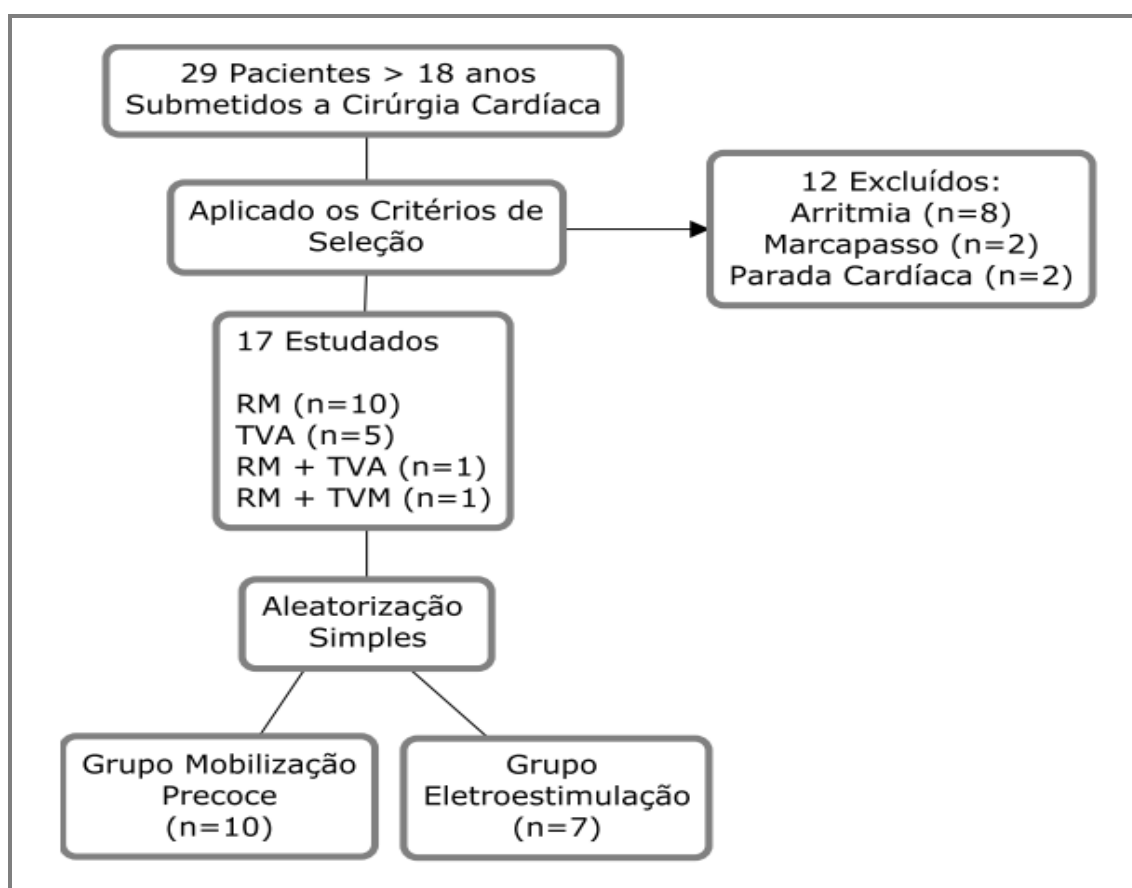 29 Pacientes > 18 anos
Submetidos a Cirúrgia Cardíaca
Aplicado os Critérios de
Seleção
12 Excluídos:
Arritmia (n=8)
Marcapasso (n=2)
Parada Cardíaca (n=2)
17 Estudados
RM (n=10)
TVA (n=5)
RM + TVA (n=1)
RM + TVM (n=1)
Aleatorização
Simples
Grupo Mobilização
Precoce
(n=10)
Grupo
Eletroestimulação
(n=7)